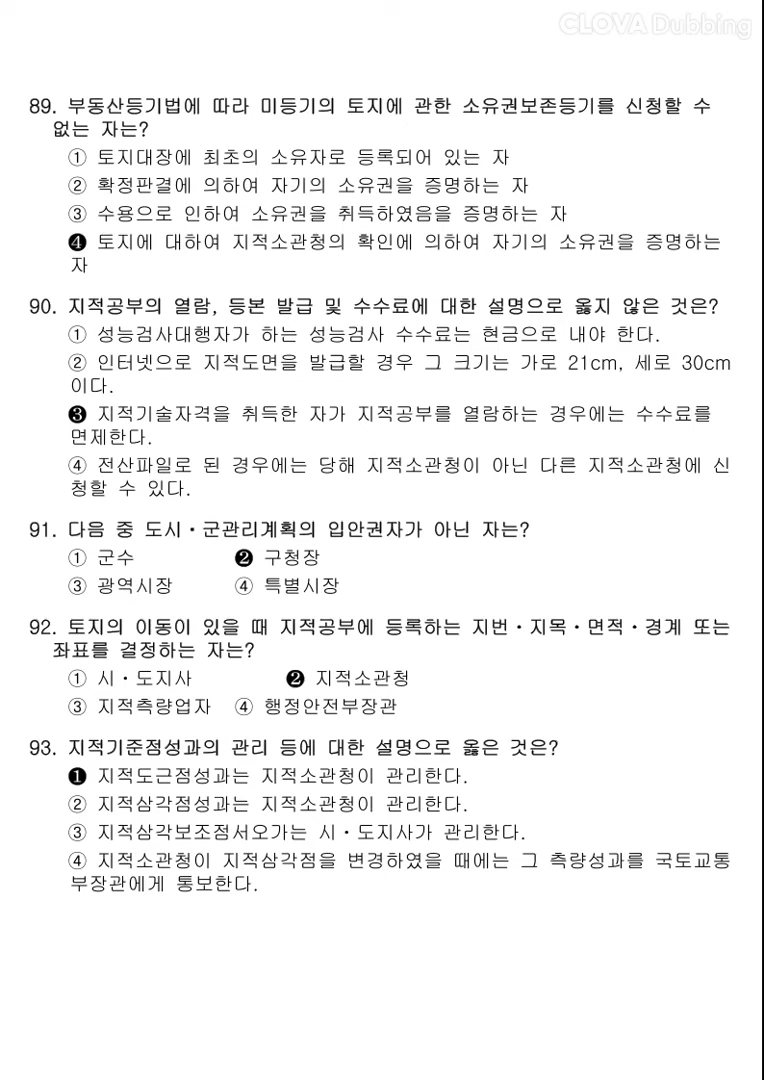 CLOVA Dubbing
89. 부동산등기법에 따라 미등기의 토지에 관한 소유권보존등기를 신청할 수
없는 자는?
① 토지대장에 최초의 소유자로 등록되어 있는 자
② 확정판결에 의하여 자기의 소유권을 증명하는 자
③ 수용으로 인하여 소유권을 취득하였음을 증명하는 자
❹ 토지에 대하여 지적소관청의 확인에 의하여 자기의 소유권을 증명하는
자
90. 지적공부의 열람, 등본 발급 및 수수료에 대한 설명으로 옳지 않은 것은?
① 성능검사대행자가 하는 성능검사 수수료는 현금으로 내야 한다.
② 인터넷으로 지적도면을 발급할 경우 그 크기는 가로 21cm, 세로 30cm
이다.
❸ 지적기술자격을 취득한 자가 지적공부를 열람하는 경우에는 수수료를
면제한다.
④ 전산파일로 된 경우에는 당해 지적소관청이 아닌 다른 지적소관청에 신
청할 수 있다.
91. 다음 중 도시・군관리계획의 입안권자가 아닌 자는?
① 군수 ❷ 구청장
③ 광역시장 ④ 특별시장
92. 토지의 이동이 있을 때 지적공부에 등록하는 지번・지목・면적・경계 또는
좌표를 결정하는 자는?
① 시・도지사 ❷ 지적소관청
③ 지적측량업자 ④ 행정안전부장관
93. 지적기준점성과의 관리 등에 대한 설명으로 옳은 것은?
❶ 지적도근점성과는 지적소관청이 관리한다.
② 지적삼각점성과는 지적소관청이 관리한다.
③ 지적삼각보조점서오가는 시・도지사가 관리한다.
④ 지적소관청이 지적삼각점을 변경하였을 때에는 그 측량성과를 국토교통
부장관에게 통보한다.